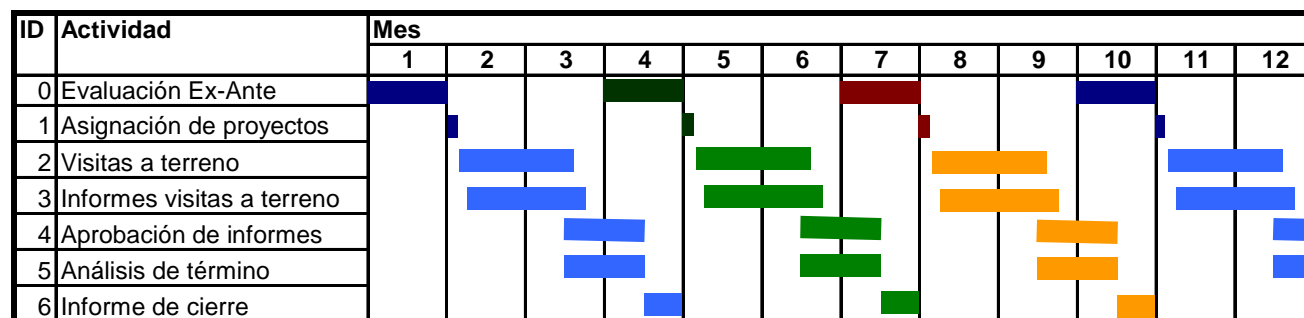 ID Actividad Mes
1 2 3 4 5 6 7 8 9 10 11 12
0 Evaluación Ex-Ante
1 Asignación de proyectos
2 Visitas a terreno
3 Informes visitas a terreno
4 Aprobación de informes
5 Análisis de término
6 Informe de cierre